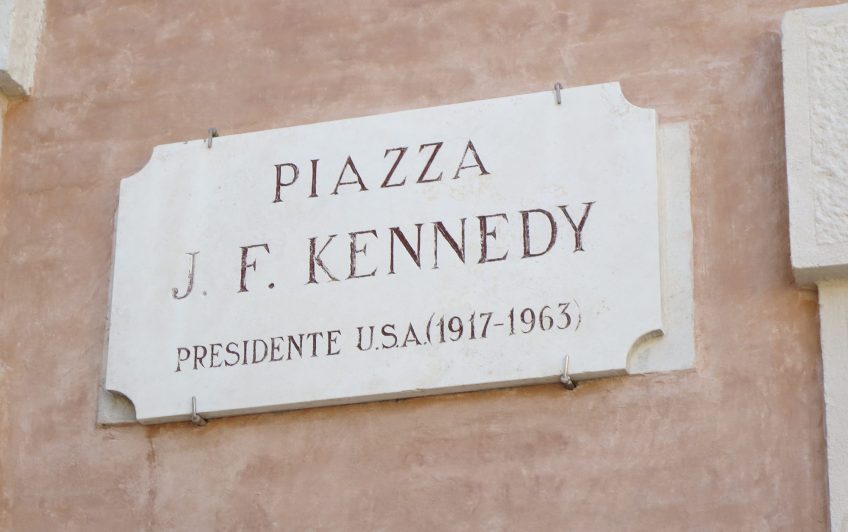 PIAZZA
J. F. KENNEDY
PRESIDENTE U.S.A.(1917-1963)